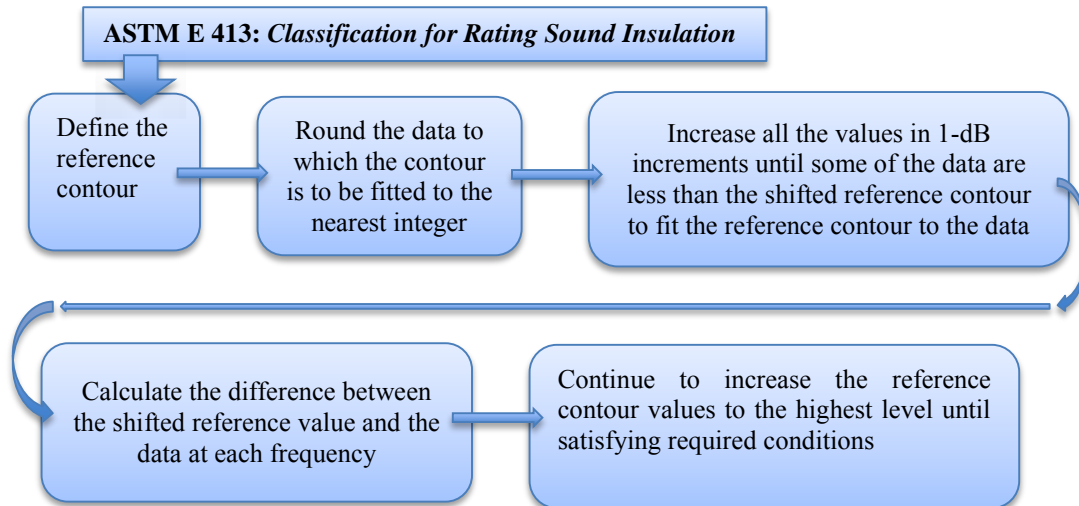 ASTM E 413: Classification for Rating Sound Insulation
Define the
reference
contour
Round the data to
which the contour
is to be fitted to the
nearest integer
Increase all the values in 1-dB
increments until some of the data are
less than the shifted reference contour
to fit the reference contour to the data
Calculate the difference between
the shifted reference value and the
data at each frequency
Continue to increase the reference
contour values to the highest level until
satisfying required conditions